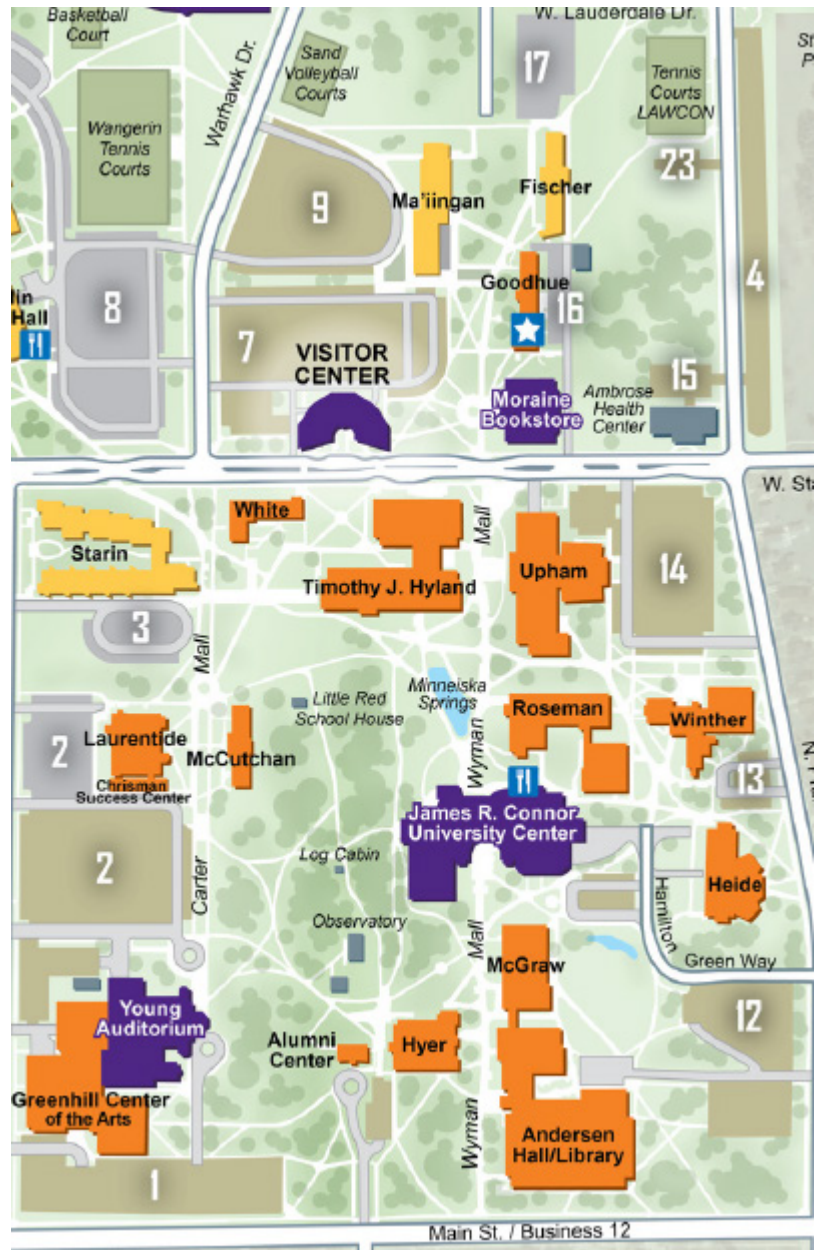 Basketball
Court
W. Lauderdale Dr.
Warhawk Dr.
Sand
Volleyball
Courts
17
Tennis
Courts
LAWCON
Wangerin
Tennis
Courts
23
9
Ma'iingan
Fischer
4
8
Goodhue
16
Hall
7
VISITOR
CENTER
15
Moraine
Bookstore
Ambrose
Health
Center
W. Sta
White
Mall
Starin
Timothy J. Hyland
Upham
14
3
Mall
Minneiska
Springs
Little Red
School House
Roseman
Winther
2
Laurentide
McCutchan
Wyman
13
Chrisman
Success Center
James R. Connor
University Center
2
Log Cabin
Carter
Heide
Hamilton
Observatory
Mall
McGraw
Green Way
Young
Auditorium
12
Alumni
Center
Hyer
Greenhill Center
of the Arts
Wyman
Andersen
Hall/Library
1
Main St. / Business 12